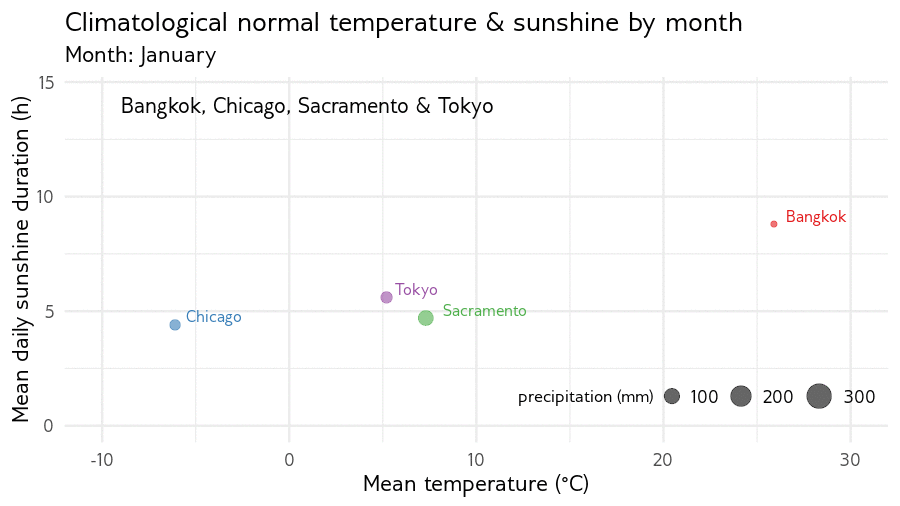 Climatological normal temperature & sunshine by month
Month: January
Mean daily sunshine duration (h)
15
10
5
0
Bangkok, Chicago, Sacramento & Tokyo
Bangkok
Tokyo
Sacramento
Chicago
precipitation (mm) 100 200 300
-10 0 10 20 30
Mean temperature (°C)